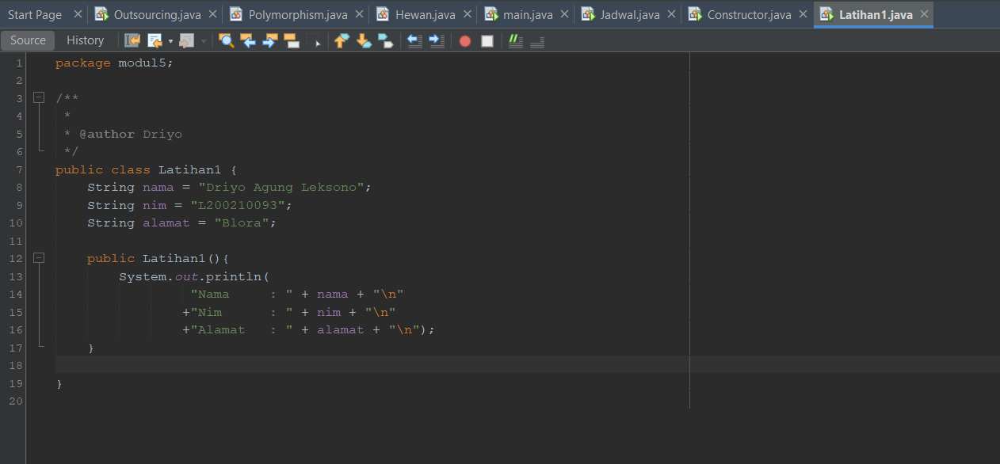 Start Page Outsourcing.java Polymorphism.java Hewan.java main.java Jadwal.java Constructor.java Latihan1.java
Source History
1 package modul5;
2
3 /**
4 *
5 * @author Driyo
6 */
7 public class Latihan1 {
8 String nama = "Driyo Agung Leksono";
9 String nim = "L200210093";
10 String alamat = "Blora";
11
12 public Latihan1(){
13 System.out.println(
14 "Nama     : " + nama + "\n"
15 +"Nim      : " + nim + "\n"
16 +"Alamat   : " + alamat + "\n");
17 }
18
19 }
20